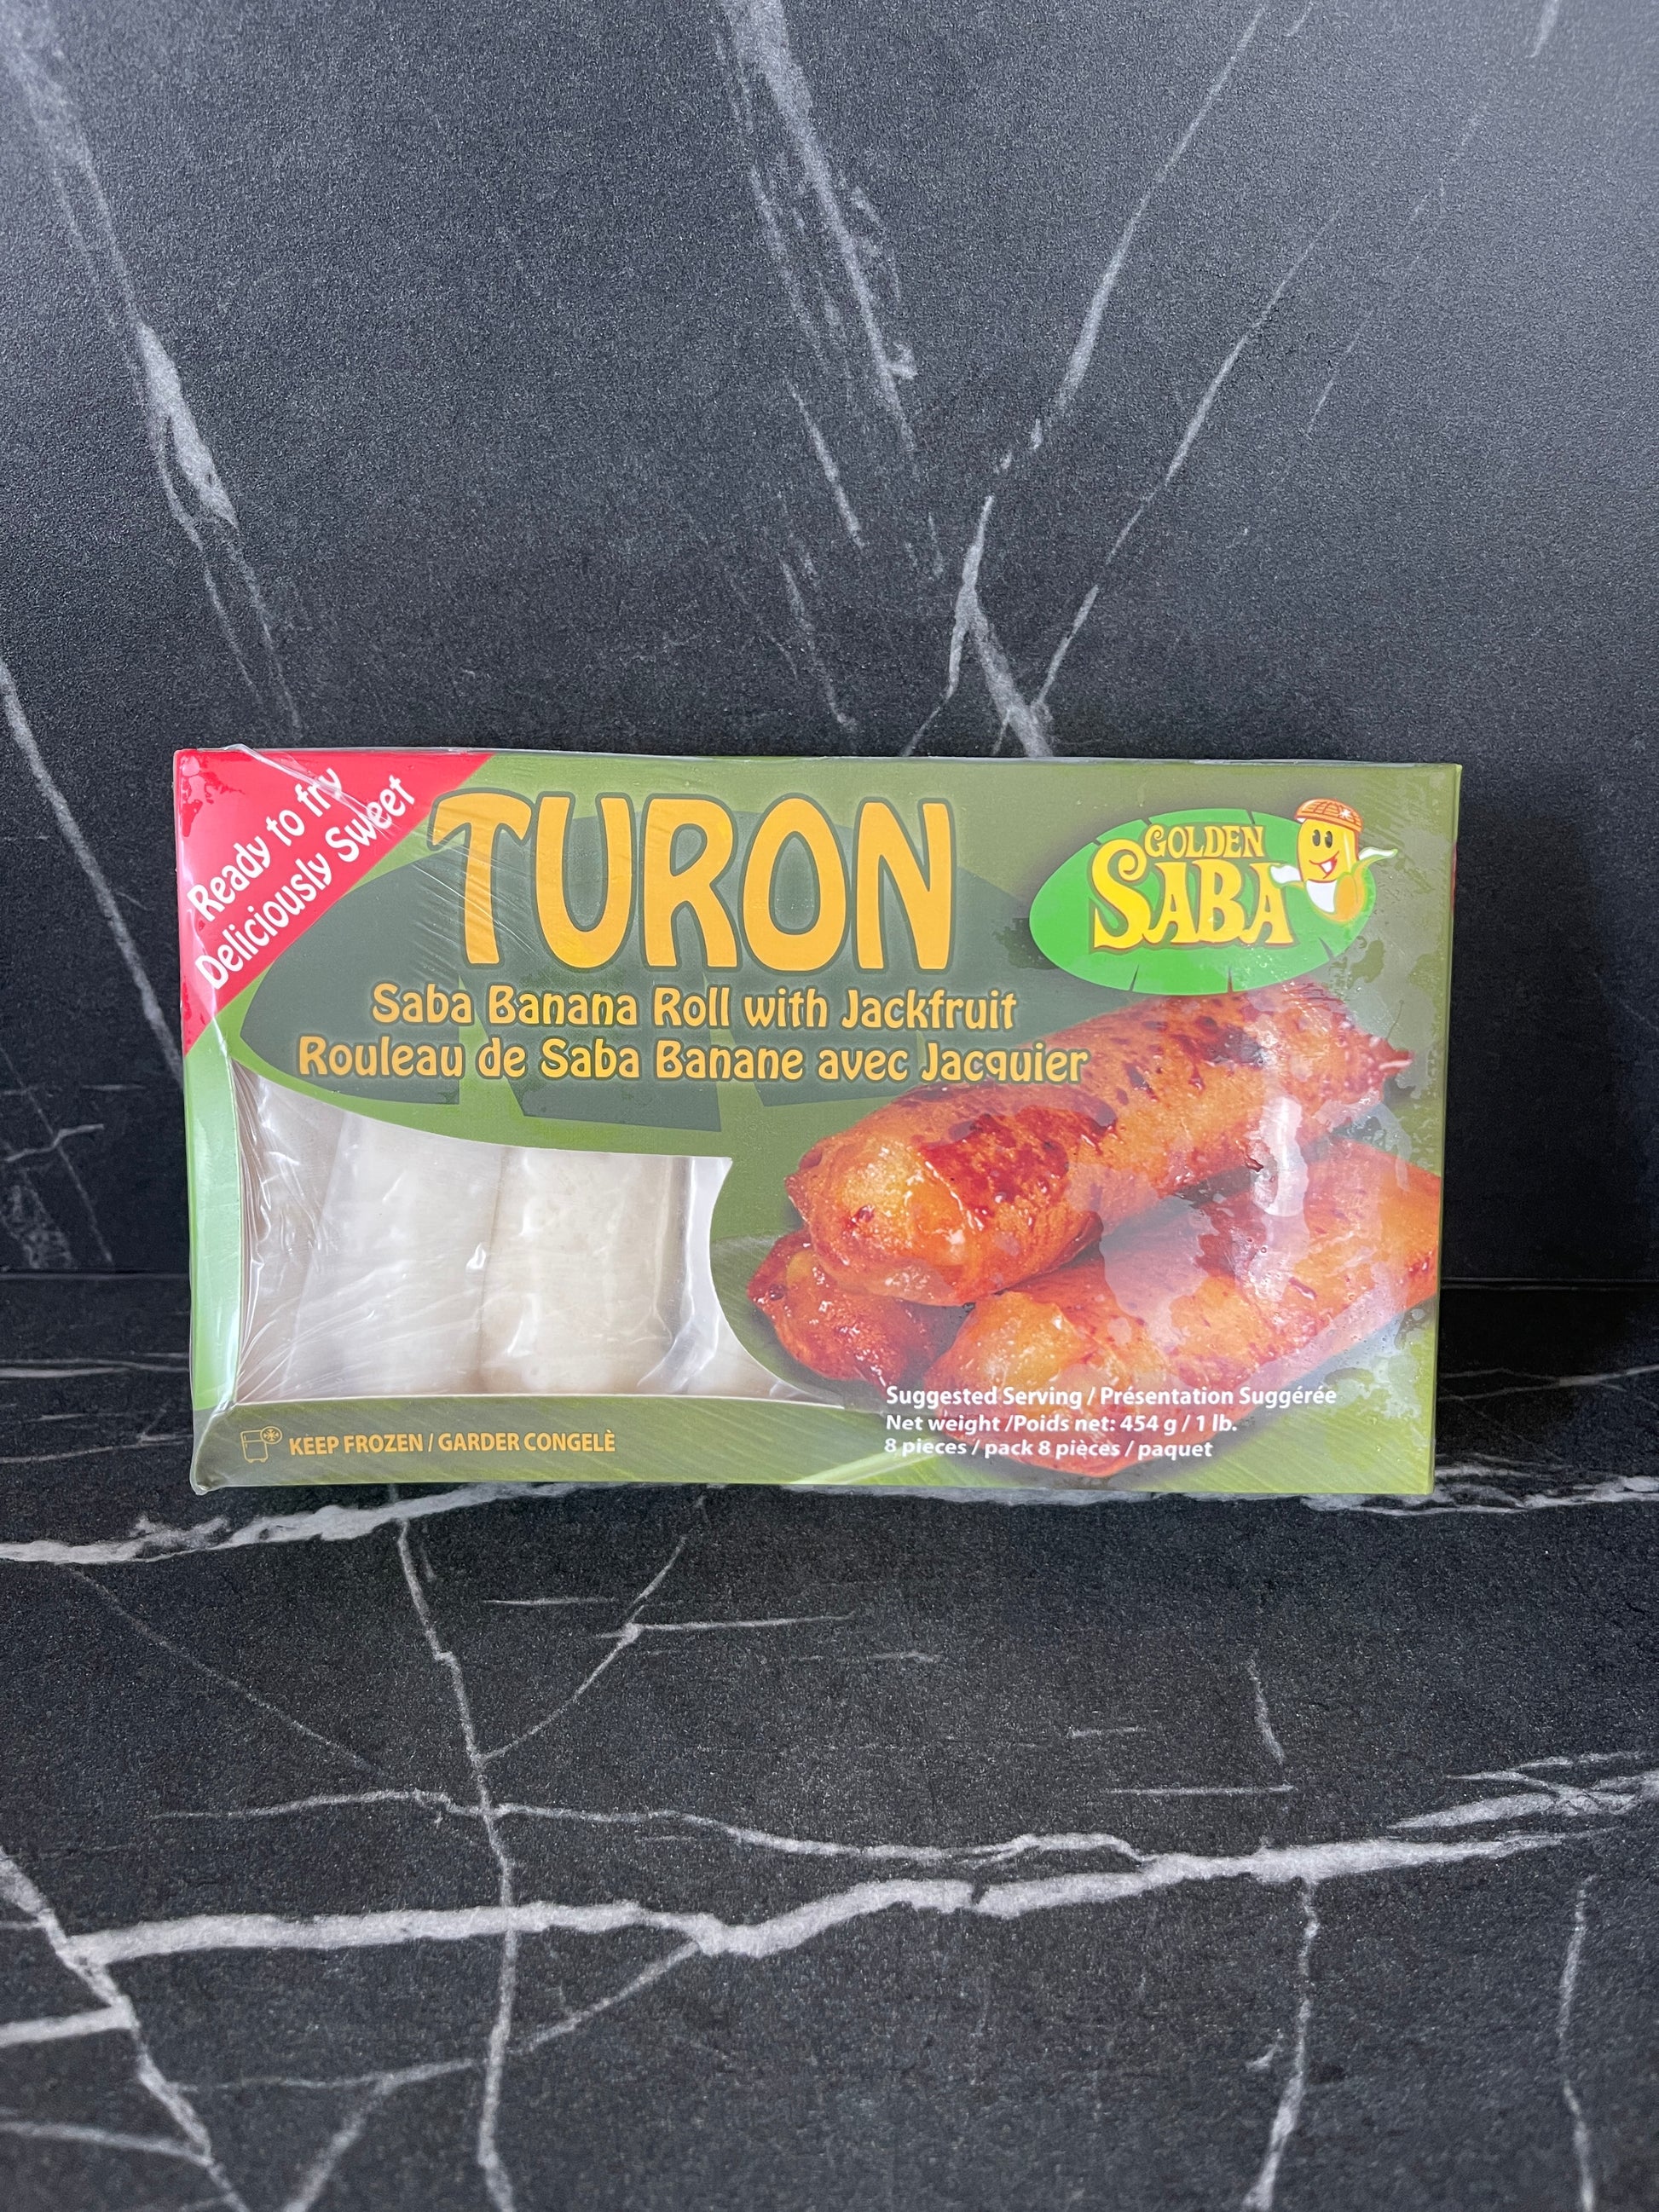 Ready to fry
Deliciously Sweet
TURON
GOLDEN
SABA
Saba Banana Roll with Jackfruit
Rouleau de Saba Banane avec Jacquier
Suggested Serving / Présentation Suggérée
Net weight /Poids net: 454 g / 1 lb.
8 pieces / pack 8 pièces / paquet
KEEP FROZEN / GARDER CONGELÈ